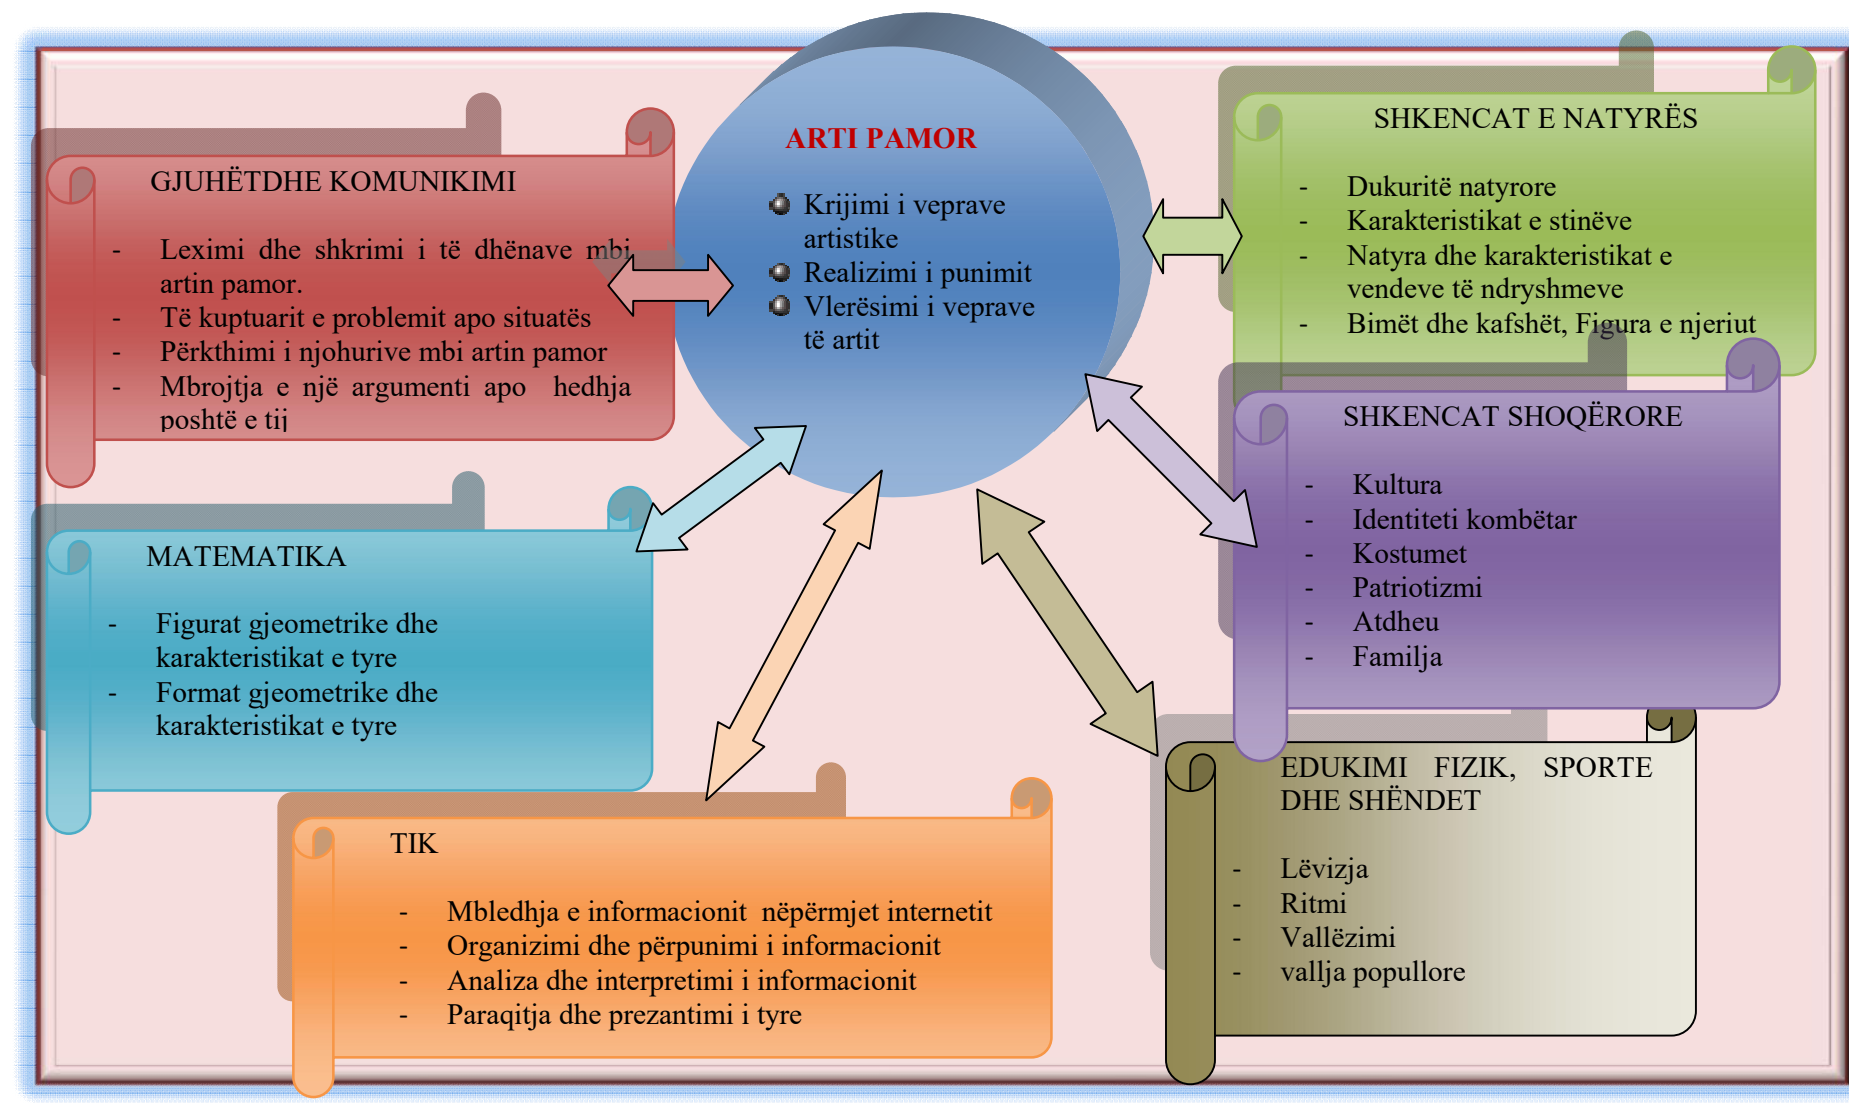 ARTI PAMOR
Krijimi i veprave
artistike
Realizimi i punimit
Vlerësimi i veprave
të artit
GJUHËTDHE KOMUNIKIMI
- Leximi dhe shkrimi i të dhënave mbi
artin pamor.
- Të kuptuarit e problemit apo situatës
- Përkthimi i njohurive mbi artin pamor
- Mbrojtja e një argumenti apo hedhja
poshtë e tij
SHKENCAT E NATYRËS
- Dukuritë natyrore
- Karakteristikat e stinëve
- Natyra dhe karakteristikat e
vendeve të ndryshmeve
- Bimët dhe kafshët, Figura e njeriut
MATEMATIKA
- Figurat gjeometrike dhe
karakteristikat e tyre
- Format gjeometrike dhe
karakteristikat e tyre
SHKENCAT SHOQËRORE
- Kultura
- Identiteti kombëtar
- Kostumet
- Patriotizmi
- Atdheu
- Familja
TIK
- Mbledhja e informacionit nëpërmjet internetit
- Organizimi dhe përpunimi i informacionit
- Analiza dhe interpretimi i informacionit
- Paraqitja dhe prezantimi i tyre
EDUKIMI FIZIK, SPORTE
DHE SHËNDET
- Lëvizja
- Ritmi
- Vallëzimi
- vallja popullore